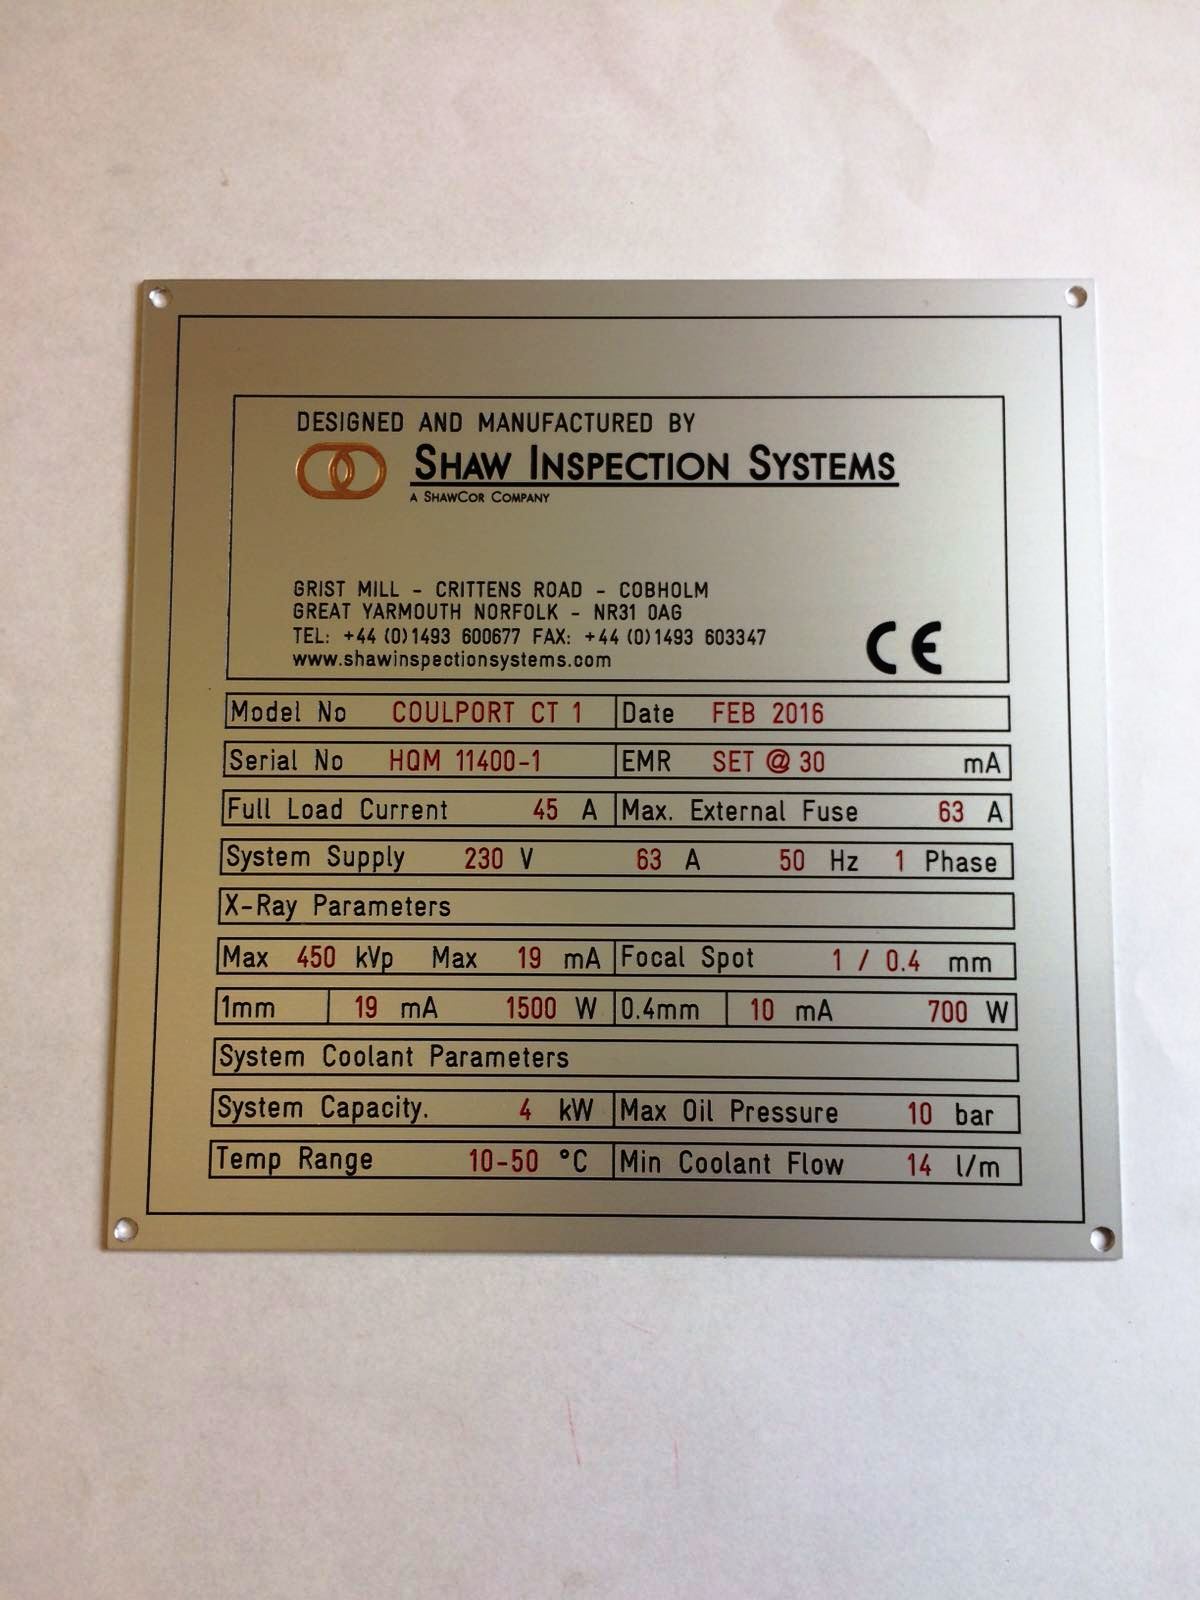 DESIGNED AND MANUFACTURED BY
SHAW INSPECTION SYSTEMS
A SHAWCOR COMPANY
GRIST MILL - CRITTENS ROAD - COBHOLM
GREAT YARMOUTH NORFOLK - NR31 0AG
TEL: +44 (0)1493 600677 FAX: +44 (0)1493 603347
www.shawinspectionsystems.com
CE
Model No COULPORT CT 1 Date FEB 2016
Serial No HQM 11400-1 EMR SET @ 30 mA
Full Load Current 45 A Max. External Fuse 63 A
System Supply 230 V 63 A 50 Hz 1 Phase
X-Ray Parameters
Max 450 kVp Max 19 mA Focal Spot 1 / 0.4 mm
1mm 19 mA 1500 W 0.4mm 10 mA 700 W
System Coolant Parameters
System Capacity. 4 kW Max Oil Pressure 10 bar
Temp Range 10-50 °C Min Coolant Flow 14 l/m